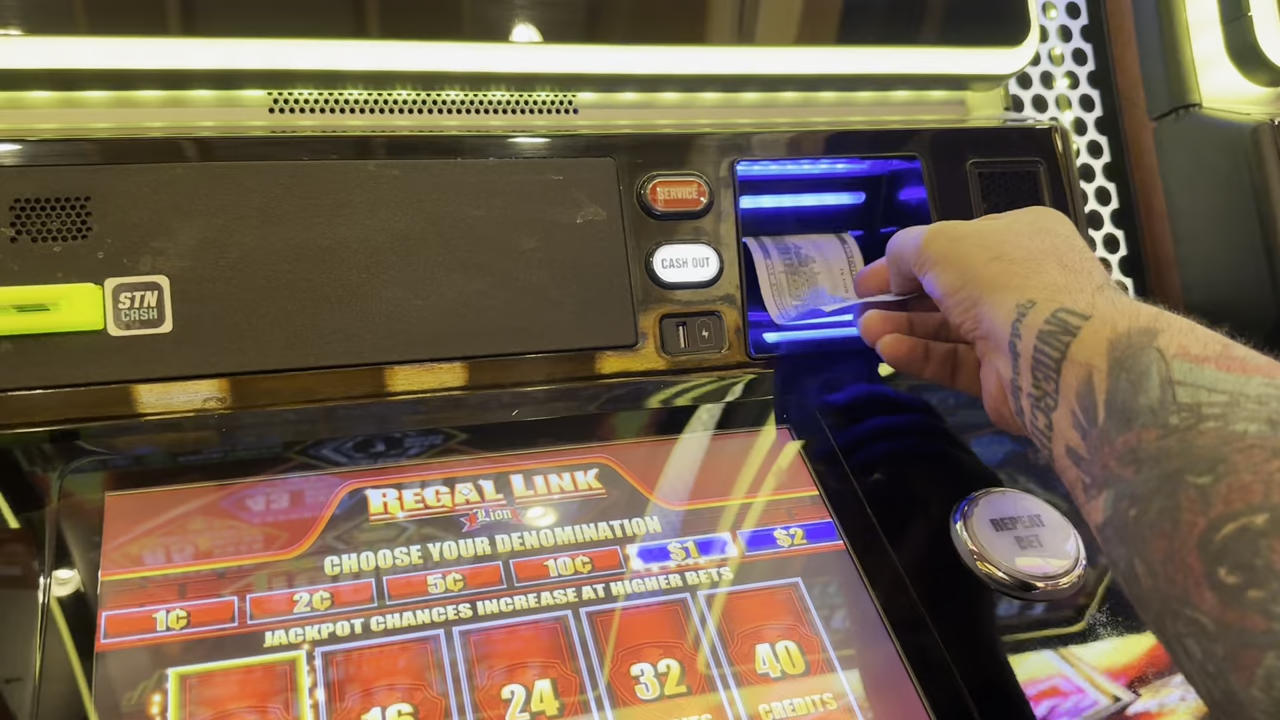 SERVICE
CASH OUT
STN
CASH
REGAL LINK
Lion
CHOOSE YOUR DENOMINATION
1¢
2¢
5¢
10¢
$1
$2
JACKPOT CHANCES INCREASE AT HIGHER BETS
16
24
32
40
CREDITS
REPEAT
BET